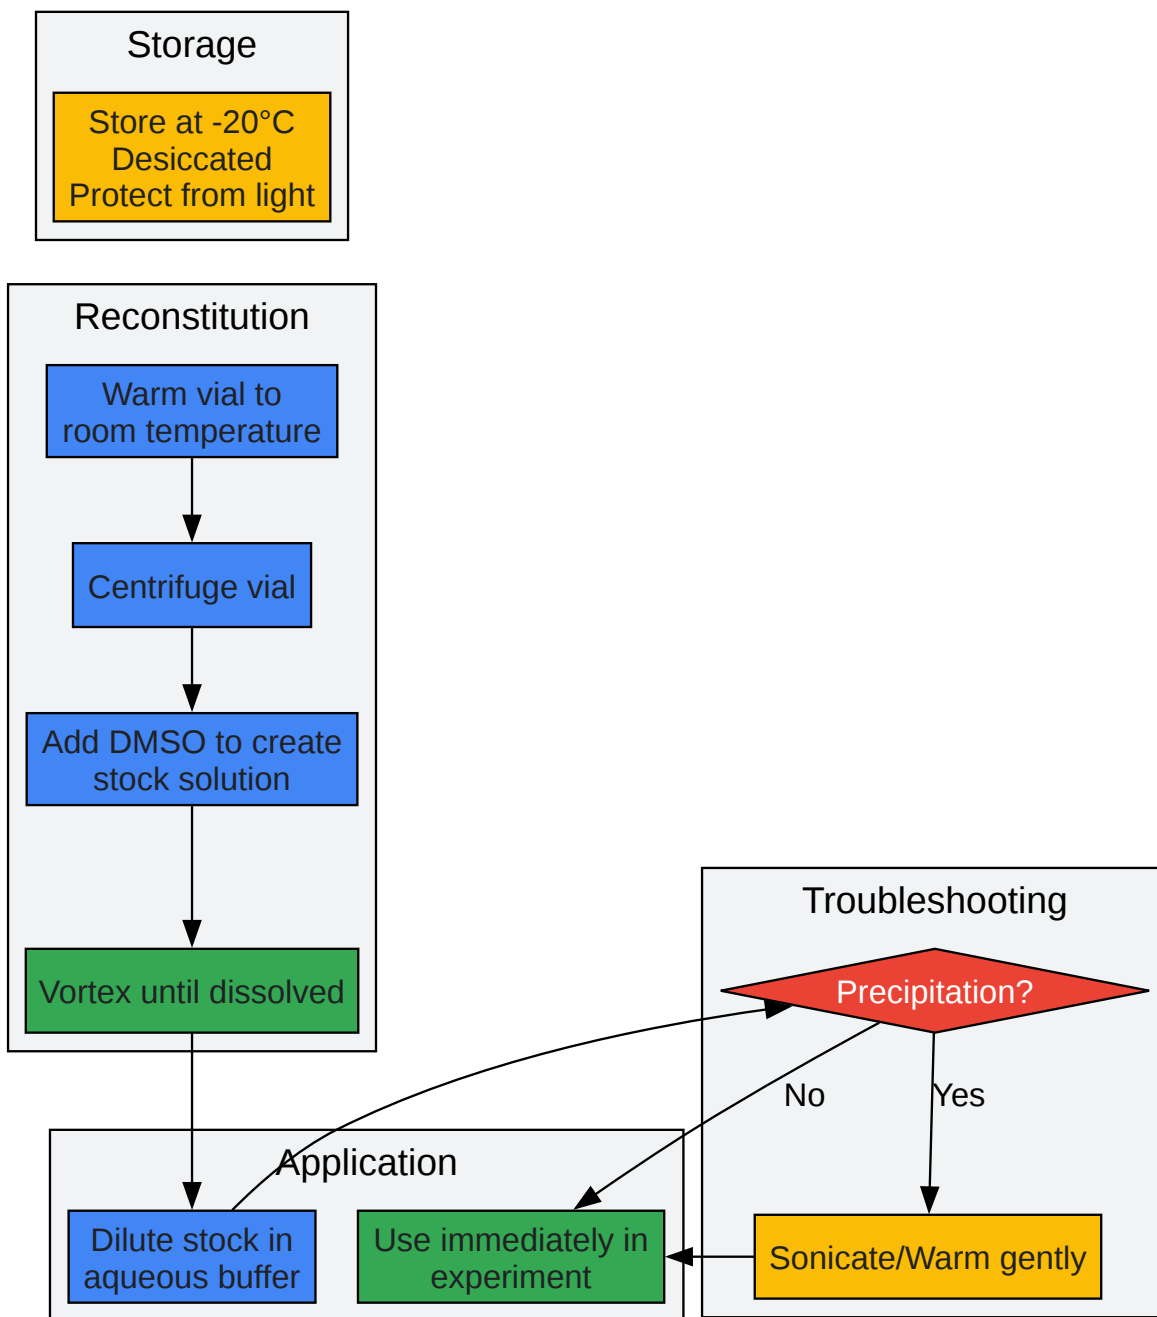 Storage
Store at -20°C
Desiccated
Protect from light
Reconstitution
Warm vial to
room temperature
Centrifuge vial
Add DMSO to create
stock solution
Vortex until dissolved
Troubleshooting
Precipitation?
No
Yes
Application
Dilute stock in
aqueous buffer
Use immediately in
experiment
Sonicate/Warm gently